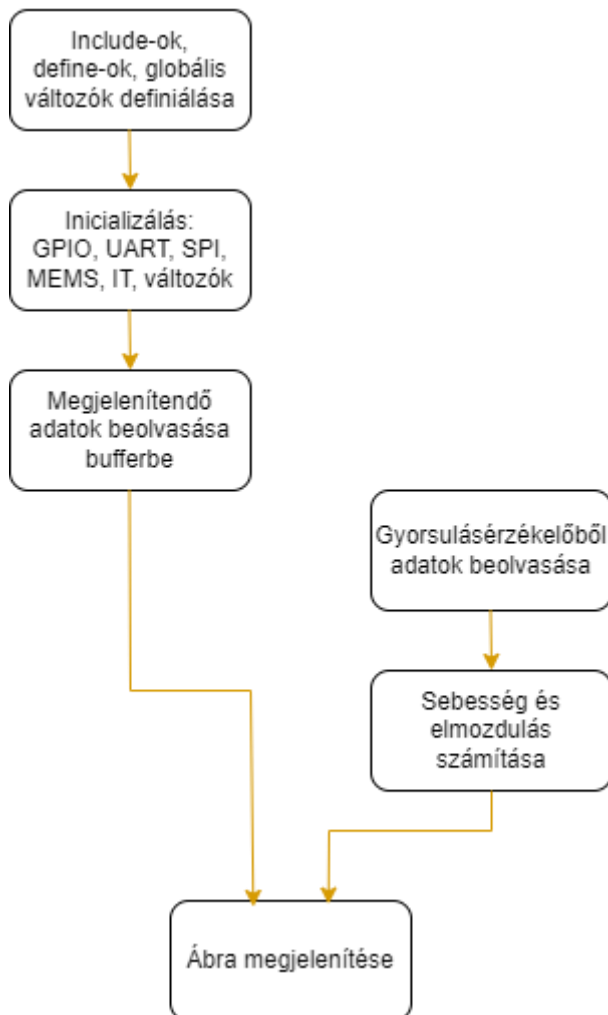 Include-ok,
define-ok, globális
változók definiálása
Inicializálás:
GPIO, UART, SPI,
MEMS, IT, változók
Megjelenítendő
adatok beolvasása
bufferbe
Gyorsulásérzékelőből
adatok beolvasása
Sebesség és
elmozdulás
számítása
Ábra megjelenítése